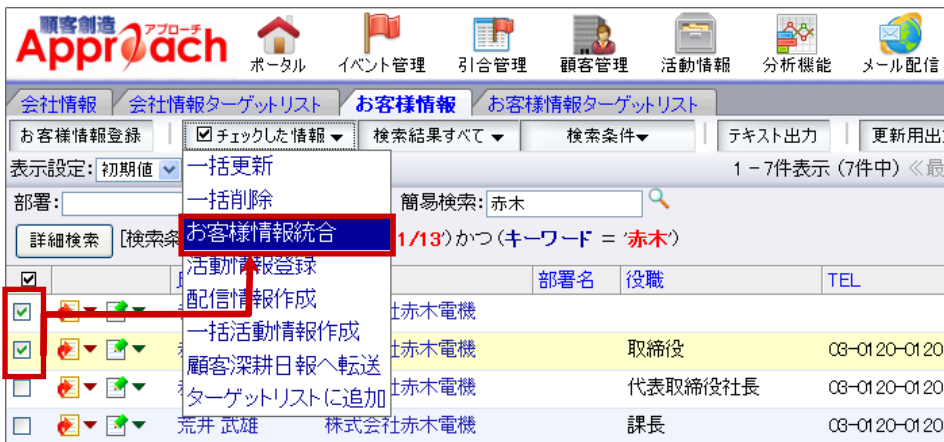 顧客創造 アプローチ
Approach
ポータル イベント管理 引合管理 顧客管理 活動情報 分析機能 メール配信
会社情報 会社情報ターゲットリスト お客様情報 お客様情報ターゲットリスト
お客様情報登録 チェックした情報▼ 検索結果すべて▼ 検索条件▼ テキスト出力 更新用出
表示設定: 初期値 1-7件表示 (7件中) ≪最
一括更新
部署: 簡易検索: 赤木
一括削除
お客様情報統合
詳細検索 [検索条 1/13')かつ(キーワード = '赤木')
活動情報登録
部署名 役職 TEL
配信情報作成
社赤木電機
一括活動情報作成
社赤木電機 取締役 03-0120-0120
顧客深耕日報へ転送
社赤木電機 代表取締役社長 03-0120-0120
ターゲットリストに追加
荒井 武雄 株式会社赤木電機 課長 03-0120-0120